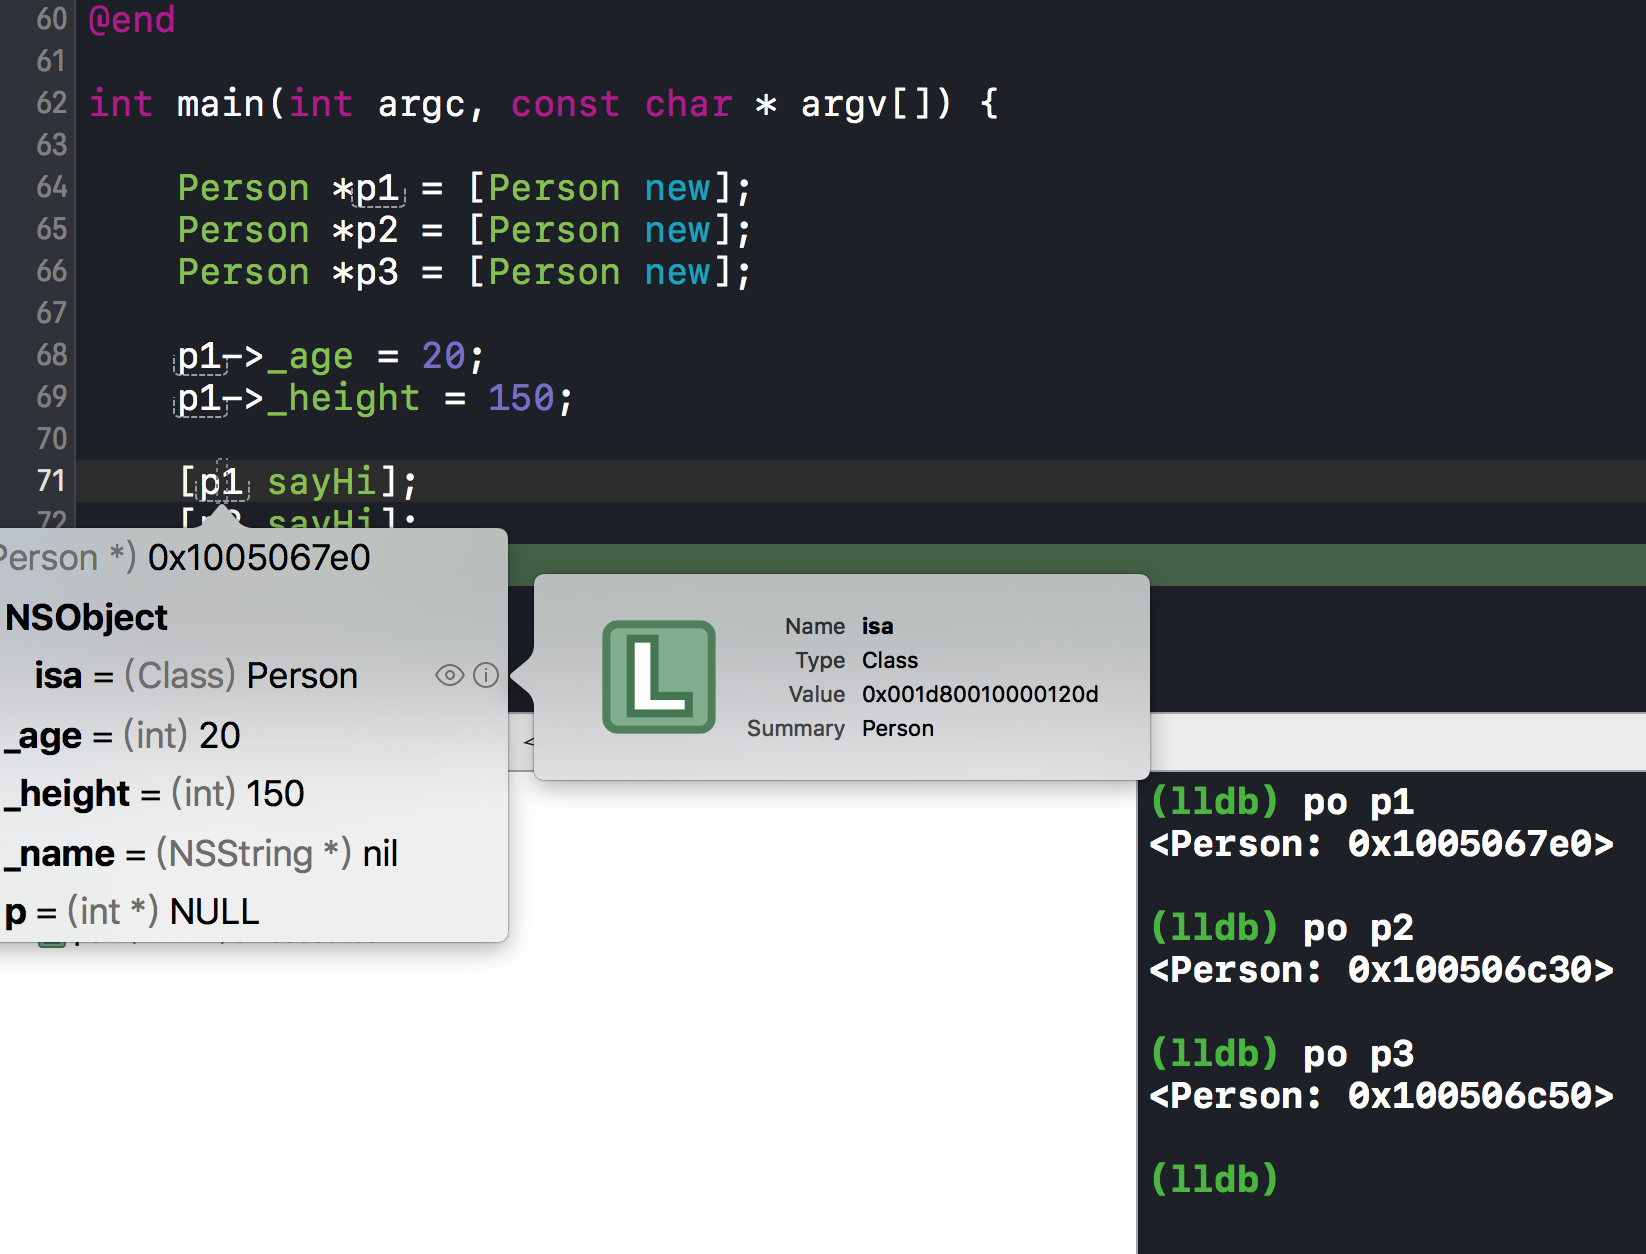 60 @end
61
62 int main(int argc, const char * argv[]) {
63
64 Person *p1 = [Person new];
65 Person *p2 = [Person new];
66 Person *p3 = [Person new];
67
68 p1->_age = 20;
69 p1->_height = 150;
70
71 [p1 sayHi];
72 [p2 sayHi];
Person *) 0x1005067e0
NSObject
isa = (Class) Person
_age = (int) 20
_height = (int) 150
_name = (NSString *) nil
p = (int *) NULL
Name isa
Type Class
Value 0x001d80010000120d
Summary Person
L
(lldb) po p1
<Person: 0x1005067e0>
(lldb) po p2
<Person: 0x100506c30>
(lldb) po p3
<Person: 0x100506c50>
(lldb)